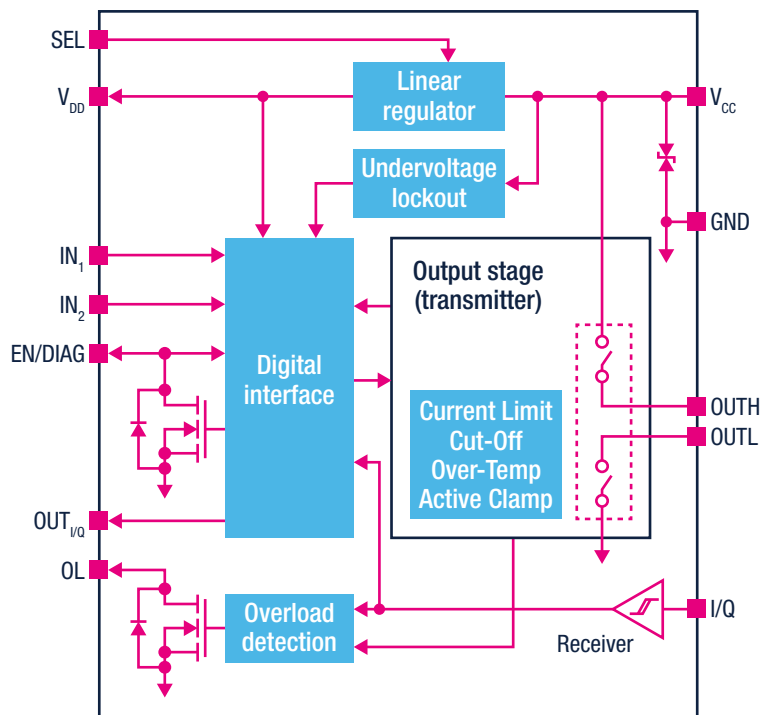 SEL
Linear
regulator
VDD
VCC
Undervoltage
lockout
GND
IN1
Output stage
(transmitter)
IN2
EN/DIAG
Digital
interface
Current Limit
Cut-Off
Over-Temp
Active Clamp
OUTH
OUTL
OUTI/Q
OL
Overload
detection
I/Q
Receiver